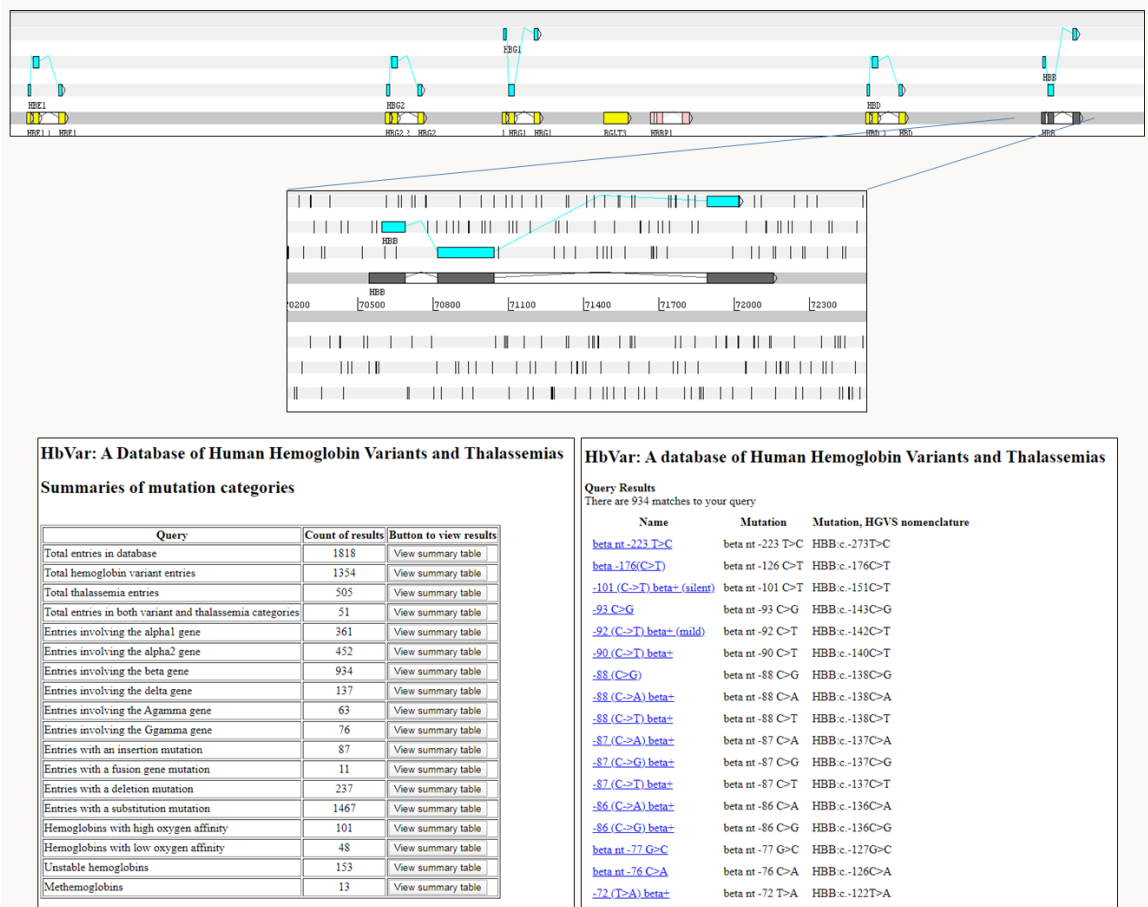 HBG1
HBB
HBE1
HBG2
HBD
HBE1 HBE1
HBG2 HBG2
HBG1 HBG1
RGLT3
HBBP1
HBD HBD
HBB
HBB
HBB
70200 70500 70800 71100 71400 71700 72000 72300
HbVar: A Database of Human Hemoglobin Variants and Thalassemias
Summaries of mutation categories
Query Count of results Button to view results
Total entries in database 1818 View summary table
Total hemoglobin variant entries 1354 View summary table
Total thalassemia entries 505 View summary table
Total entries in both variant and thalassemia categories 51 View summary table
Entries involving the alpha1 gene 361 View summary table
Entries involving the alpha2 gene 452 View summary table
Entries involving the beta gene 934 View summary table
Entries involving the delta gene 137 View summary table
Entries involving the Agamma gene 63 View summary table
Entries involving the Ggamma gene 76 View summary table
Entries with an insertion mutation 87 View summary table
Entries with a fusion gene mutation 11 View summary table
Entries with a deletion mutation 237 View summary table
Entries with a substitution mutation 1467 View summary table
Hemoglobins with high oxygen affinity 101 View summary table
Hemoglobins with low oxygen affinity 48 View summary table
Unstable hemoglobins 153 View summary table
Methemoglobins 13 View summary table
HbVar: A database of Human Hemoglobin Variants and Thalassemias
Query Results
There are 934 matches to your query
Name Mutation Mutation, HGVS nomenclature
beta nt -223 T>C beta nt -223 T>C HBB:c.-273T>C
beta -176(C>T) beta nt -126 C>T HBB:c.-176C>T
-101 (C->T) beta+ (silent) beta nt -101 C>T HBB:c.-151C>T
-93 C>G beta nt -93 C>G HBB:c.-143C>G
-92 (C->T) beta+ (mild) beta nt -92 C>T HBB:c.-142C>T
-90 (C->T) beta+ beta nt -90 C>T HBB:c.-140C>T
-88 (C>G) beta nt -88 C>G HBB:c.-138C>G
-88 (C->A) beta+ beta nt -88 C>A HBB:c.-138C>A
-88 (C->T) beta+ beta nt -88 C>T HBB:c.-138C>T
-87 (C->A) beta+ beta nt -87 C>A HBB:c.-137C>A
-87 (C->G) beta+ beta nt -87 C>G HBB:c.-137C>G
-87 (C->T) beta+ beta nt -87 C>T HBB:c.-137C>T
-86 (C->A) beta+ beta nt -86 C>A HBB:c.-136C>A
-86 (C->G) beta+ beta nt -86 C>G HBB:c.-136C>G
beta nt -77 G>C beta nt -77 G>C HBB:c.-127G>C
beta nt -76 C>A beta nt -76 C>A HBB:c.-126C>A
-72 (T>A) beta+ beta nt -72 T>A HBB:c.-122T>A